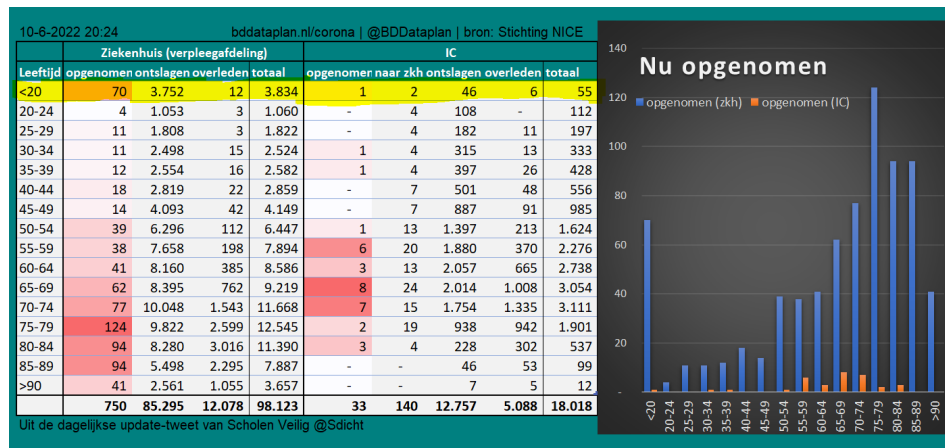 10-6-2022 20:24 bddataplan.nl/corona | @BDDataplan | bron: Stichting NICE
Ziekenhuis (verpleegafdeling) IC
Leeftijd opgenomen ontslagen overleden totaal opgenomen naar zkh ontslagen overleden totaal
<20 70 3.752 12 3.834 1 2 46 6 55
20-24 4 1.053 3 1.060 - 4 108 - 112
25-29 11 1.808 3 1.822 - 4 182 11 197
30-34 11 2.498 15 2.524 1 4 315 13 333
35-39 12 2.554 16 2.582 1 4 397 26 428
40-44 18 2.819 22 2.859 - 7 501 48 556
45-49 14 4.093 42 4.149 - 7 887 91 985
50-54 39 6.296 112 6.447 1 13 1.397 213 1.624
55-59 38 7.658 198 7.894 6 20 1.880 370 2.276
60-64 41 8.160 385 8.586 3 13 2.057 665 2.738
65-69 62 8.395 762 9.219 8 24 2.014 1.008 3.054
70-74 77 10.048 1.543 11.668 7 15 1.754 1.335 3.111
75-79 124 9.822 2.599 12.545 2 19 938 942 1.901
80-84 94 8.280 3.016 11.390 3 4 228 302 537
85-89 94 5.498 2.295 7.887 - - 46 53 99
>90 41 2.561 1.055 3.657 - - 7 5 12
750 85.295 12.078 98.123 33 140 12.757 5.088 18.018
Uit de dagelijkse update-tweet van Scholen Veilig @Sdicht
Nu opgenomen
opgenomen (zkh) opgenomen (IC)
140
120
100
80
60
40
20
-
<20 20-24 25-29 30-34 35-39 40-44 45-49 50-54 55-59 60-64 65-69 70-74 75-79 80-84 85-89 >90